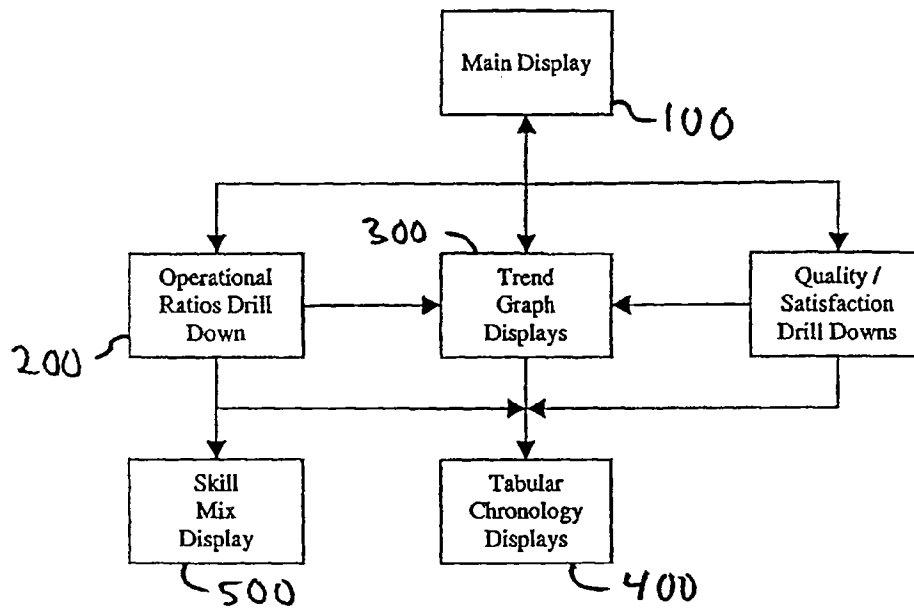 Main Display
100
300
Operational
Ratios Drill
Down
Trend
Graph
Displays
Quality /
Satisfaction
Drill Downs
200
Skill
Mix
Display
Tabular
Chronology
Displays
500
400